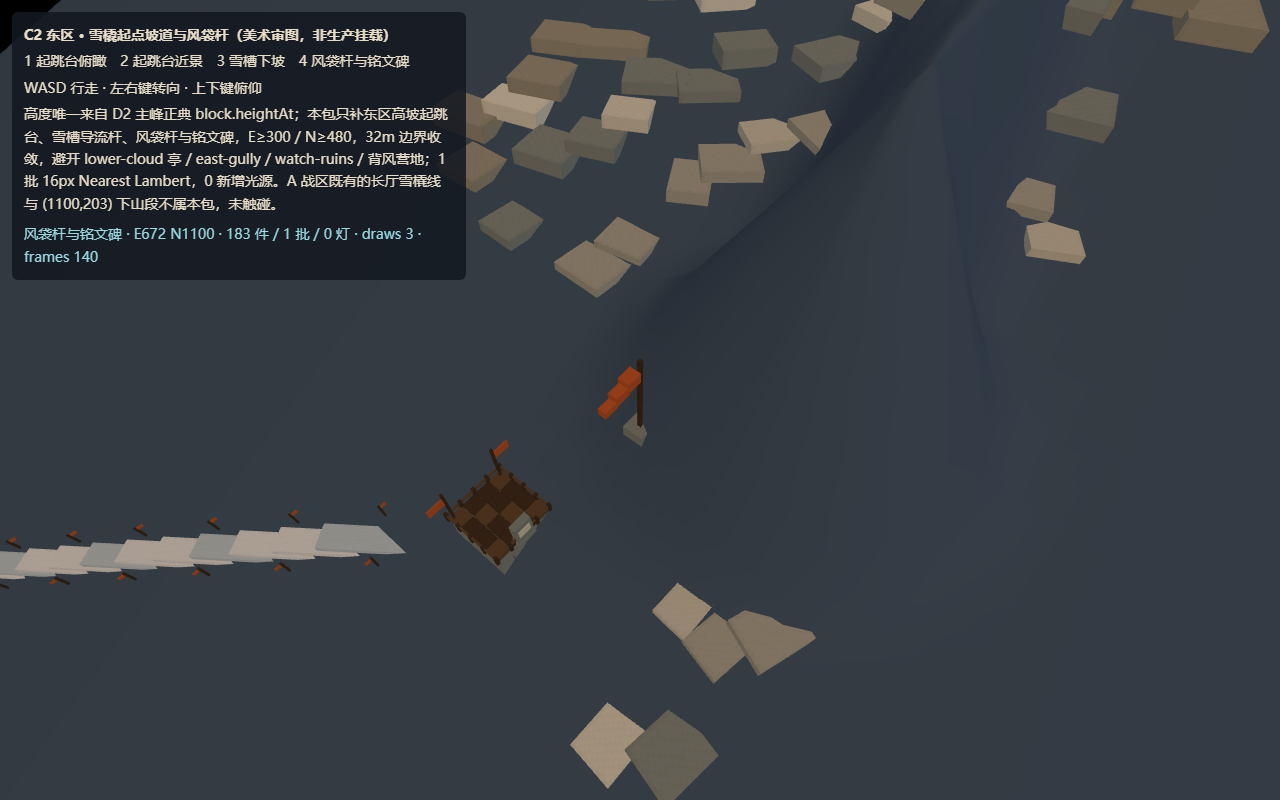 C2 东区 • 雪橇起点坡道与风袋杆（美术审图，非生产挂载）
1 起跳台俯瞰 2 起跳台近景 3 雪槽下坡 4 风袋杆与铭文碑
WASD 行走 · 左右键转向 · 上下键俯仰
高度唯一来自 D2 主峰正典 block.heightAt；本包只补东区高坡起跳
台、雪槽导流杆、风袋杆与铭文碑，E≥300 / N≥480，32m 边界收
敛，避开 lower-cloud 亭 / east-gully / watch-ruins / 背风营地；1
批 16px Nearest Lambert，0 新增光源。A 战区既有的长厅雪橇线
与 (1100,203) 下山段不属本包，未触碰。
风袋杆与铭文碑 · E672 N1100 · 183 件 / 1 批 / 0 灯 · draws 3 ·
frames 140